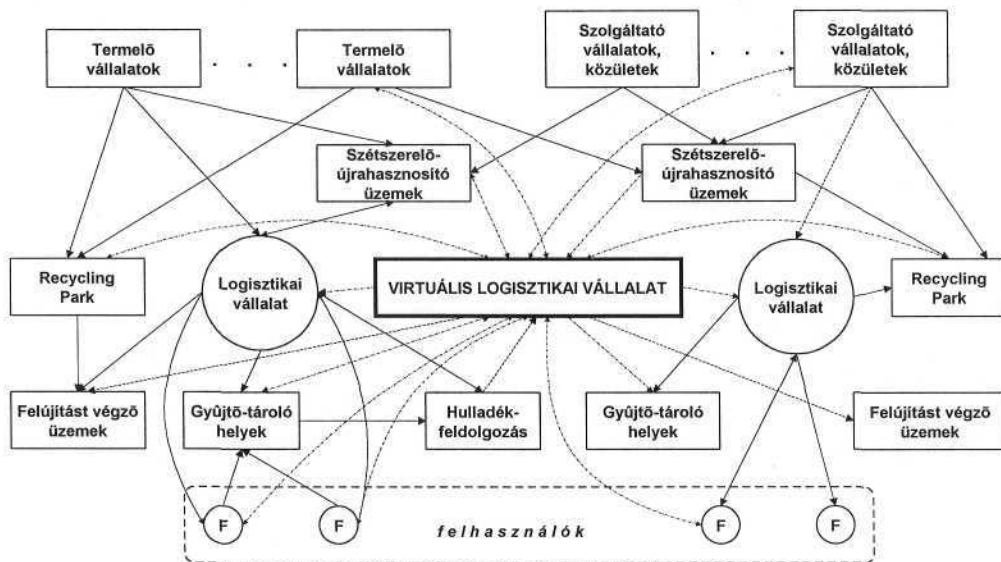 Termelõ
vállalatok
. . .
Termelõ
vállalatok
Szolgáltató
vállalatok,
közületek
. . .
Szolgáltató
vállalatok,
közületek
Szétszerelõ-
újrahasznosító
üzemek
Szétszerelõ-
újrahasznosító
üzemek
Recycling
Park
Logisztikai
vállalat
VIRTUÁLIS LOGISZTIKAI VÁLLALAT
Logisztikai
vállalat
Recycling
Park
Felújítást végzõ
üzemek
Gyûjtõ-tároló
helyek
Hulladék-
feldolgozás
Gyûjtõ-tároló
helyek
Felújítást végzõ
üzemek
F
F
felhasználók
F
F